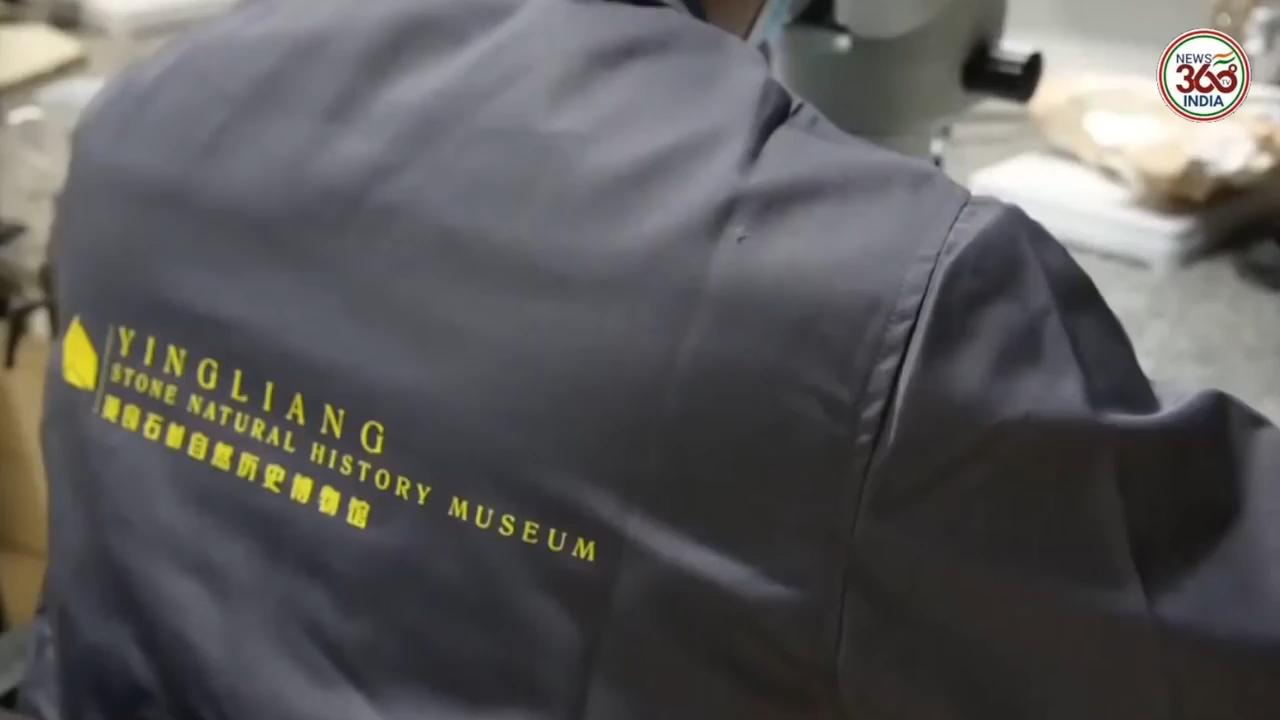 YINGLIANG
STONE NATURAL HISTORY MUSEUM
英良石材自然历史博物馆
NEWS
360°
TV
INDIA